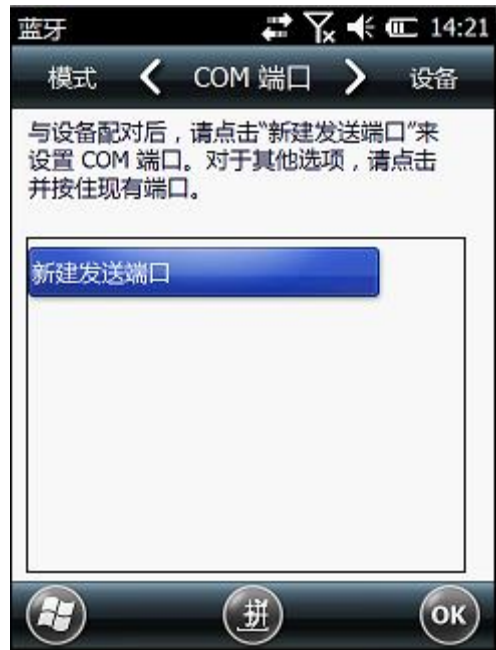 蓝牙 14:21
模式 COM 端口 设备
与设备配对后，请点击“新建发送端口”来
设置 COM 端口。对于其他选项，请点击
并按住现有端口。
新建发送端口
拼 OK